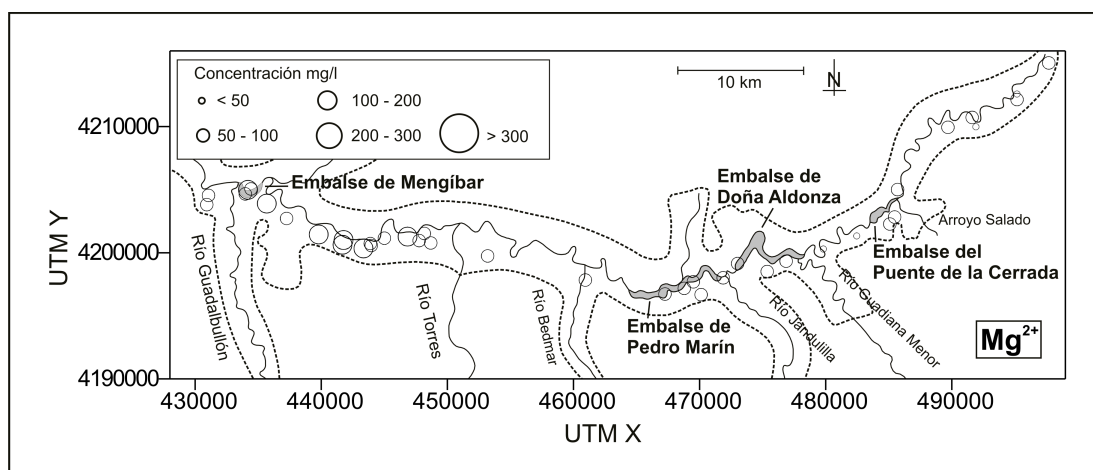 Concentración mg/l
< 50
100 - 200
50 - 100
200 - 300
> 300
10 km
N
4210000
4200000
4190000
UTM Y
Embalse de Mengíbar
Embalse de
Doña Aldonza
Arroyo Salado
Embalse del
Puente de la Cerrada
Embalse de
Pedro Marín
Río Guadalbullón
Río Torres
Río Bedmar
Río Jandulilla
Río Guadiana Menor
Mg²⁺
430000
440000
450000
460000
470000
480000
490000
UTM X